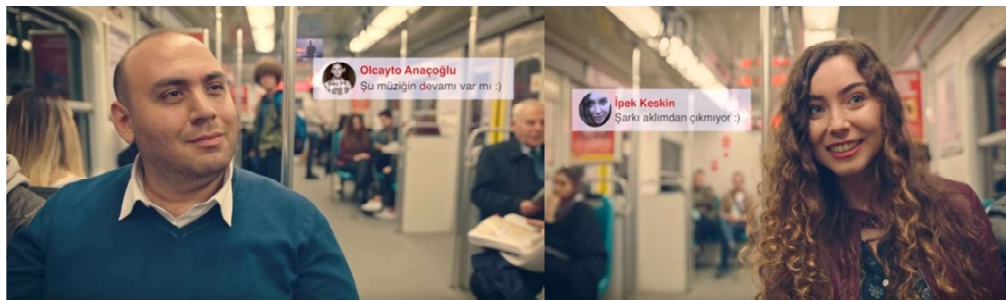 Olcayto Anaçoğlu
Şu müziğin devamı var mı :)
İpek Keskin
Şarkı aklımdan çıkmıyor :)